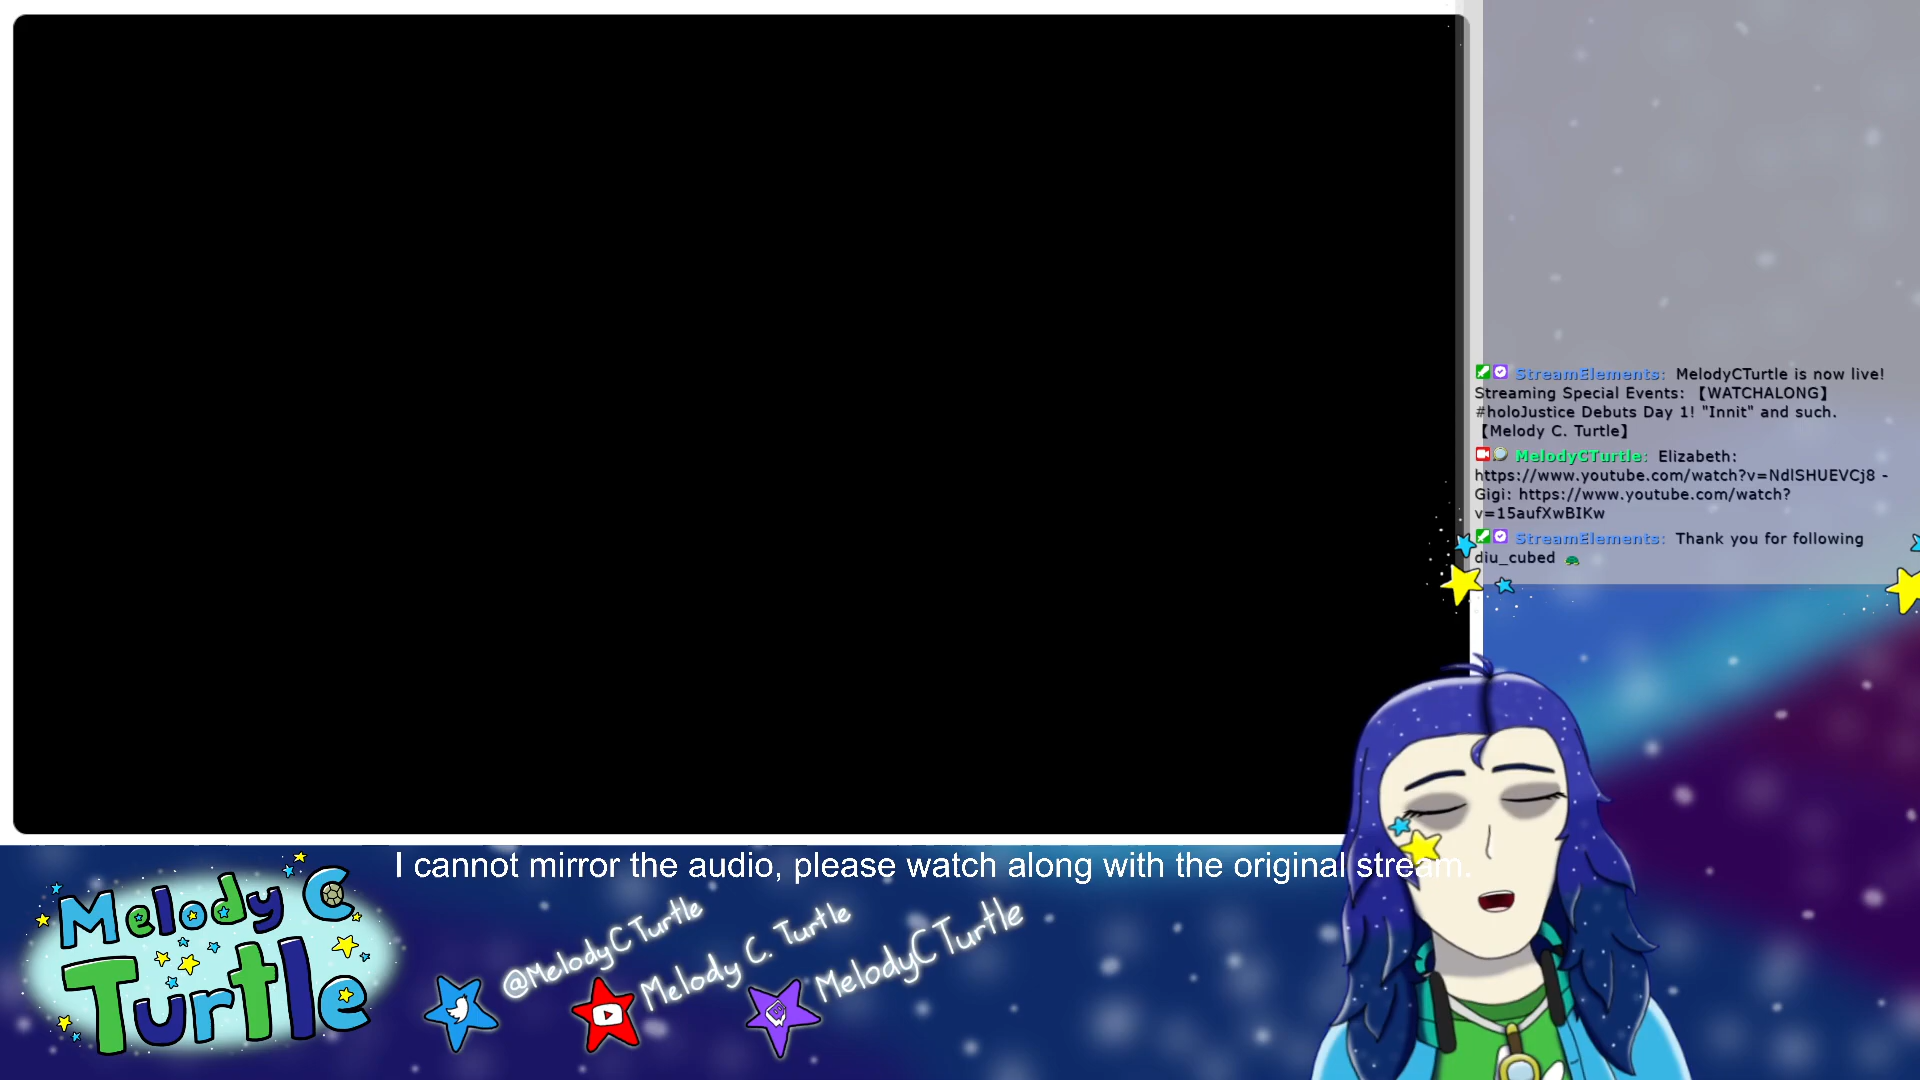 StreamElements: MelodyCTurtle is now live!
Streaming Special Events: 【WATCHALONG】
#holoJustice Debuts Day 1! "Innit" and such.
【Melody C. Turtle】
MelodyCTurtle: Elizabeth:
https://www.youtube.com/watch?v=NdlSHUEVCj8 -
Gigi: https://www.youtube.com/watch?
v=15aufXwBIKw
StreamElements: Thank you for following
diu_cubed
I cannot mirror the audio, please watch along with the original stream.
Melody C
Turtle
@MelodyCTurtle
Melody C. Turtle
MelodyCTurtle